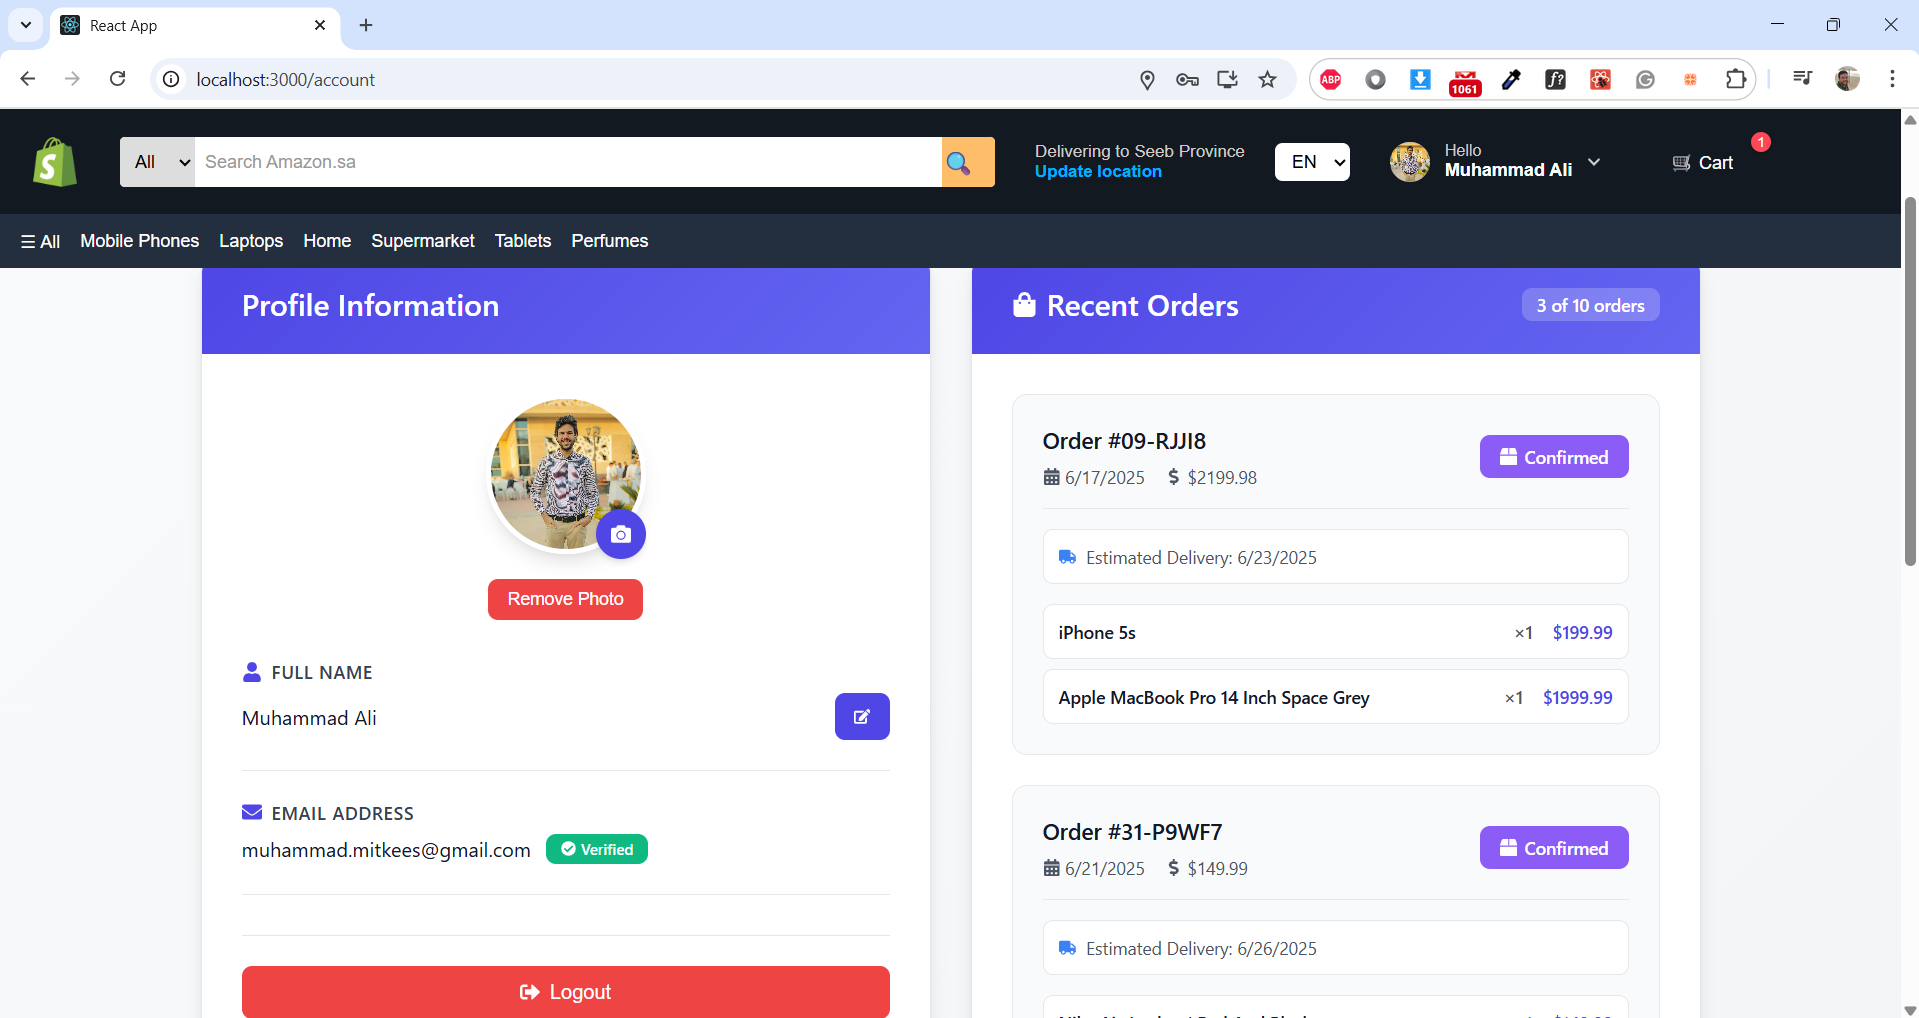 React App
localhost:3000/account
ABP
1061
f?
S
All
Search Amazon.sa
Delivering to Seeb Province
Update location
EN
Hello
Muhammad Ali
Cart
1
☰ All
Mobile Phones
Laptops
Home
Supermarket
Tablets
Perfumes
Profile Information
Remove Photo
FULL NAME
Muhammad Ali
EMAIL ADDRESS
muhammad.mitkees@gmail.com
Verified
Logout
Recent Orders
3 of 10 orders
Order #09-RJJI8
6/17/2025 $ $2199.98
Confirmed
Estimated Delivery: 6/23/2025
iPhone 5s ×1 $199.99
Apple MacBook Pro 14 Inch Space Grey ×1 $1999.99
Order #31-P9WF7
6/21/2025 $ $149.99
Confirmed
Estimated Delivery: 6/26/2025